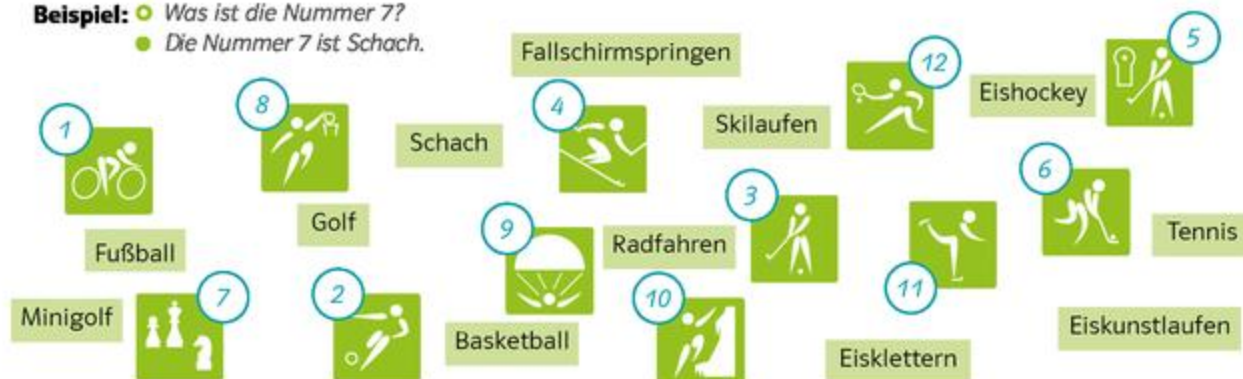 Beispiel: Was ist die Nummer 7?
Die Nummer 7 ist Schach.
Fallschirmspringen
5
12
8
4
Eishockey
1
Skilaufen
Schach
6
3
Golf
9
Radfahren
Tennis
Fußball
7
2
11
10
Minigolf
Eiskunstlaufen
Basketball
Eisklettern